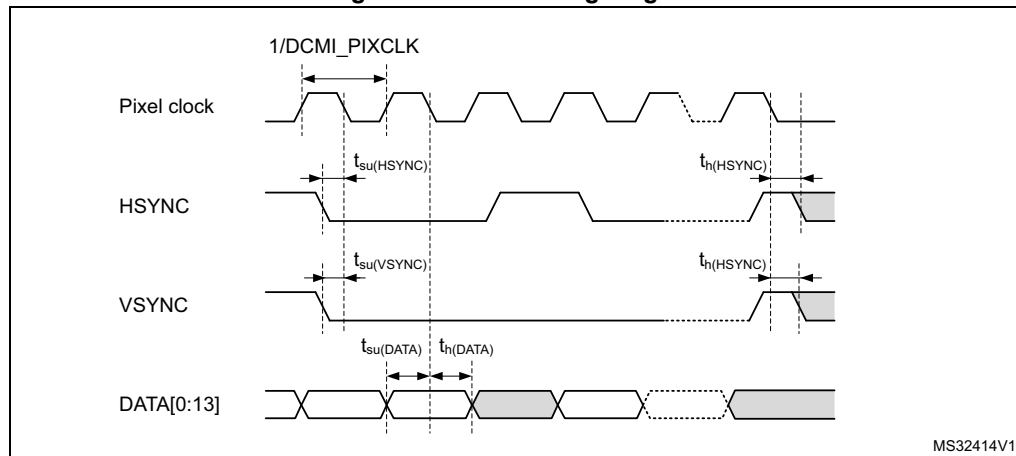 1/DCMI_PIXCLK
Pixel clock
tsu(HSYNC) th(HSYNC)
HSYNC
tsu(VSYNC) th(HSYNC)
VSYNC
tsu(DATA) th(DATA)
DATA[0:13]
MS32414V1